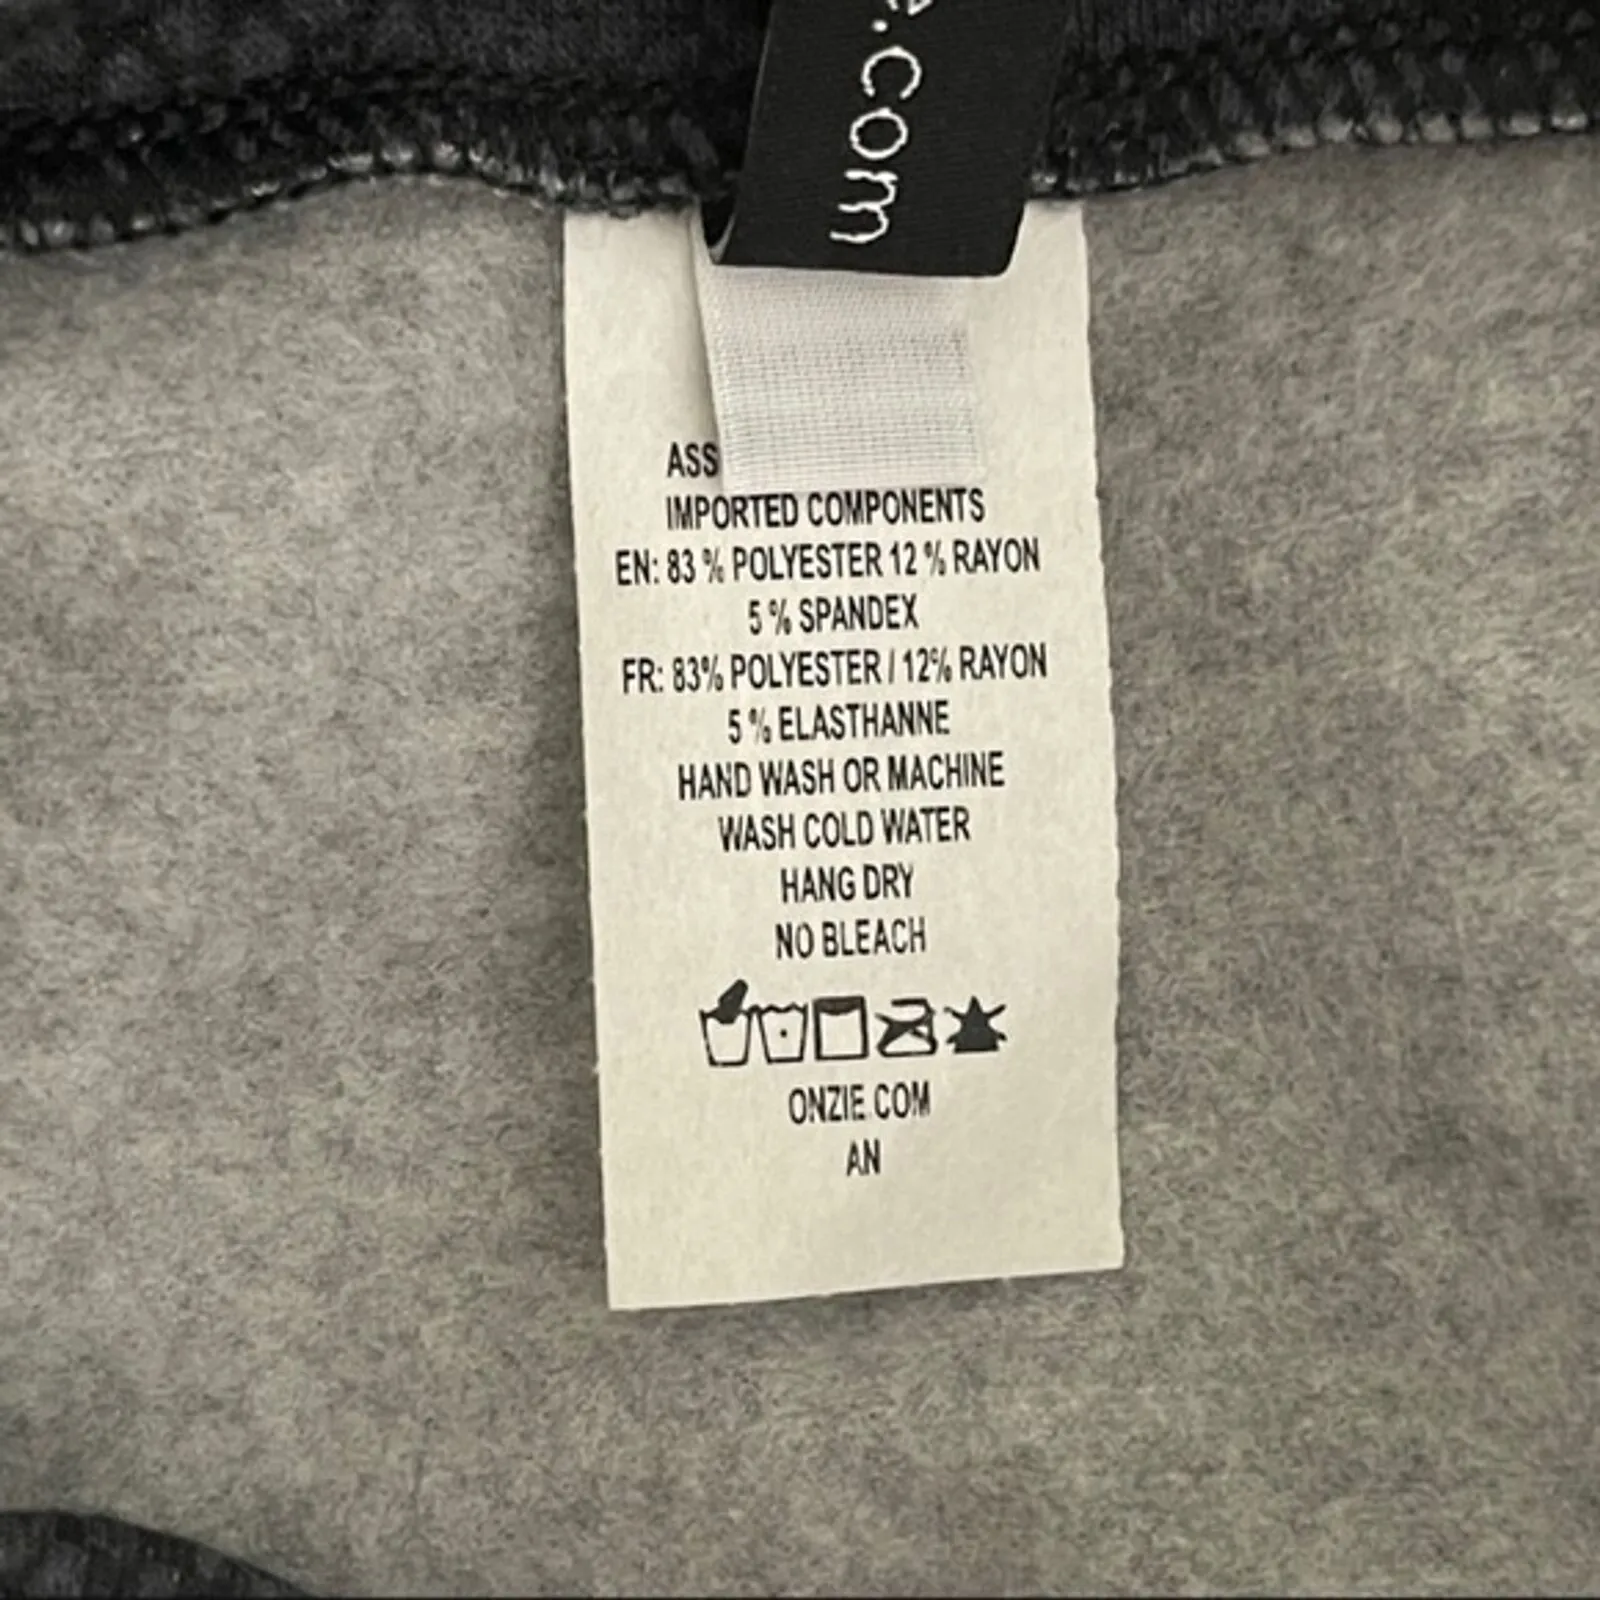 e.com
ASS
IMPORTED COMPONENTS
EN: 83 % POLYESTER 12 % RAYON
5 % SPANDEX
FR: 83% POLYESTER / 12% RAYON
5 % ELASTHANNE
HAND WASH OR MACHINE
WASH COLD WATER
HANG DRY
NO BLEACH
ONZIE.COM
AN